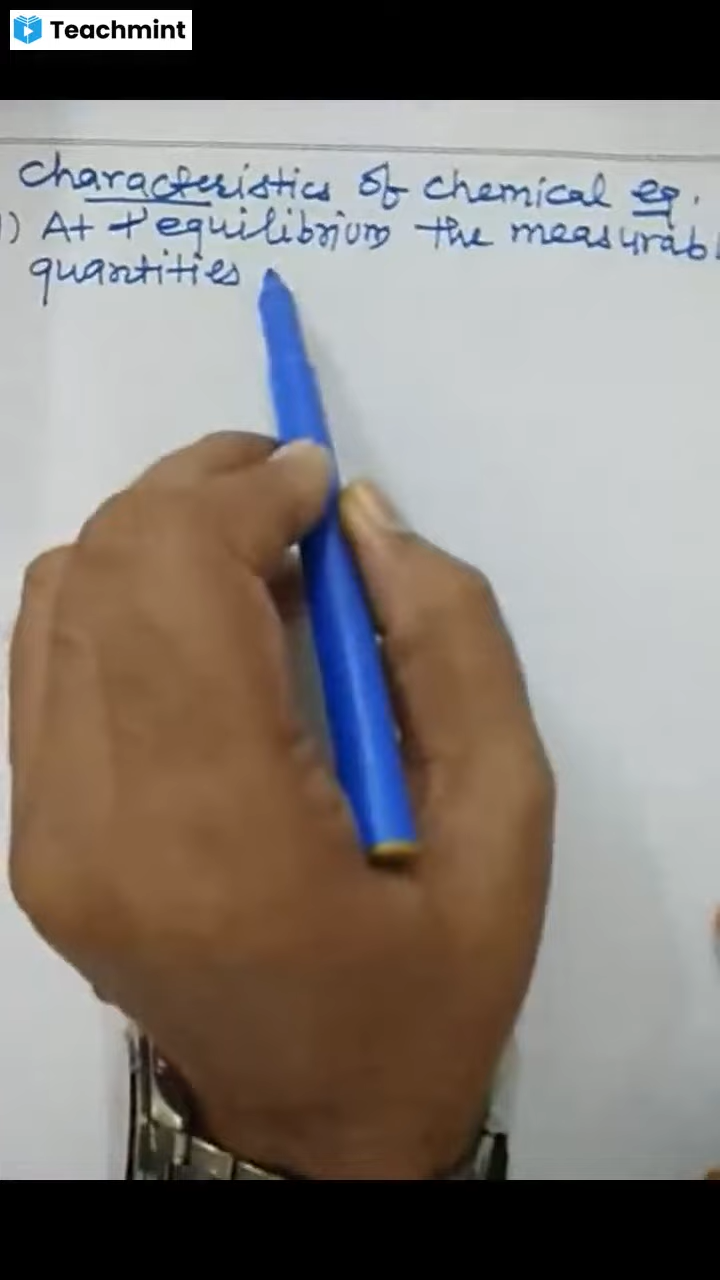 Teachmint
characteristics of chemical eq.
1) At t equilibrium the measurabl
quantities